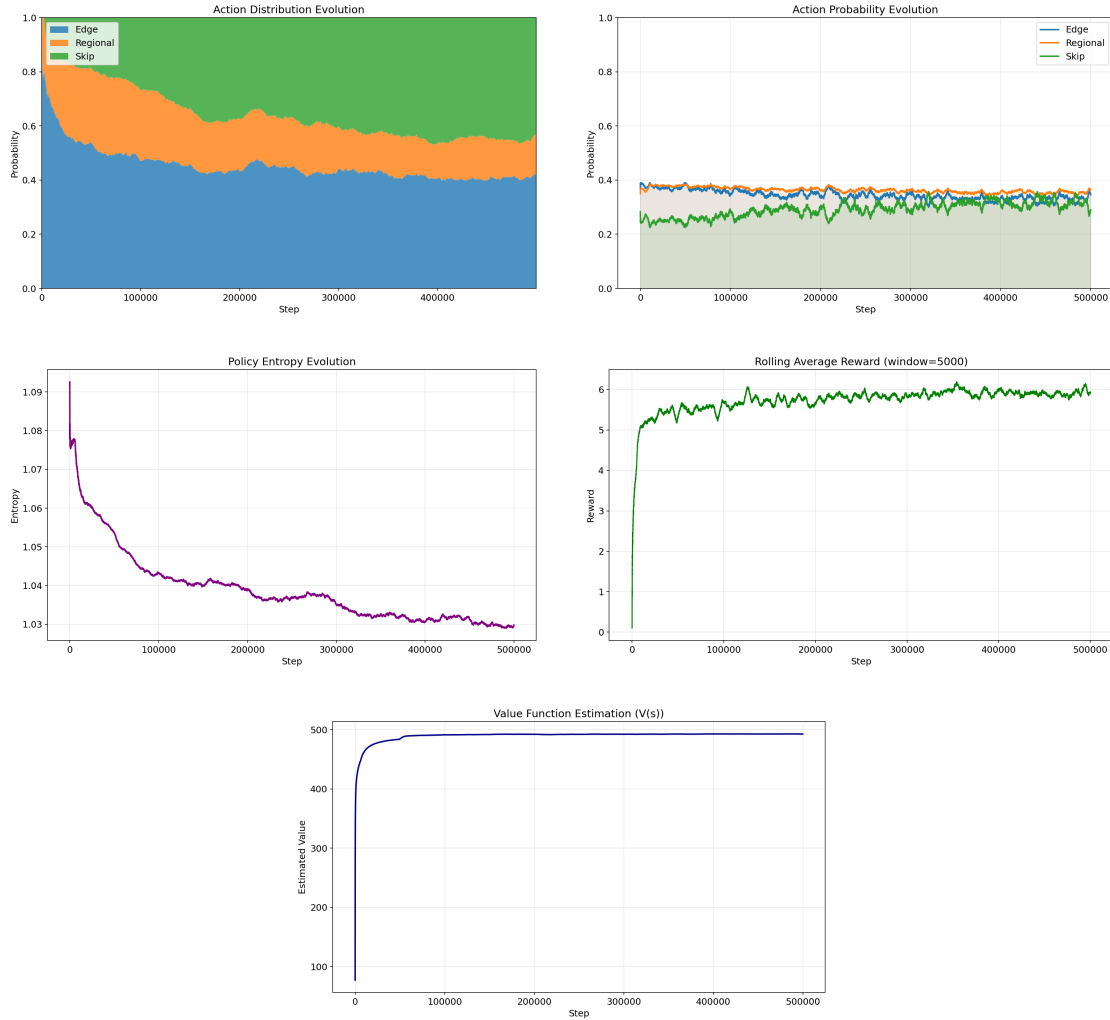 Action Distribution Evolution
Edge
Regional
Skip
1.0
0.8
0.6
0.4
0.2
0.0
Probability
0
100000
200000
300000
400000
Step
Action Probability Evolution
Edge
Regional
Skip
1.0
0.8
0.6
0.4
0.2
0.0
Probability
0
100000
200000
300000
400000
500000
Step
Policy Entropy Evolution
1.09
1.08
1.07
1.06
1.05
1.04
1.03
Entropy
0
100000
200000
300000
400000
500000
Step
Rolling Average Reward (window=5000)
6
5
4
3
2
1
0
Reward
0
100000
200000
300000
400000
500000
Step
Value Function Estimation (V(s))
500
400
300
200
100
Estimated Value
0
100000
200000
300000
400000
500000
Step